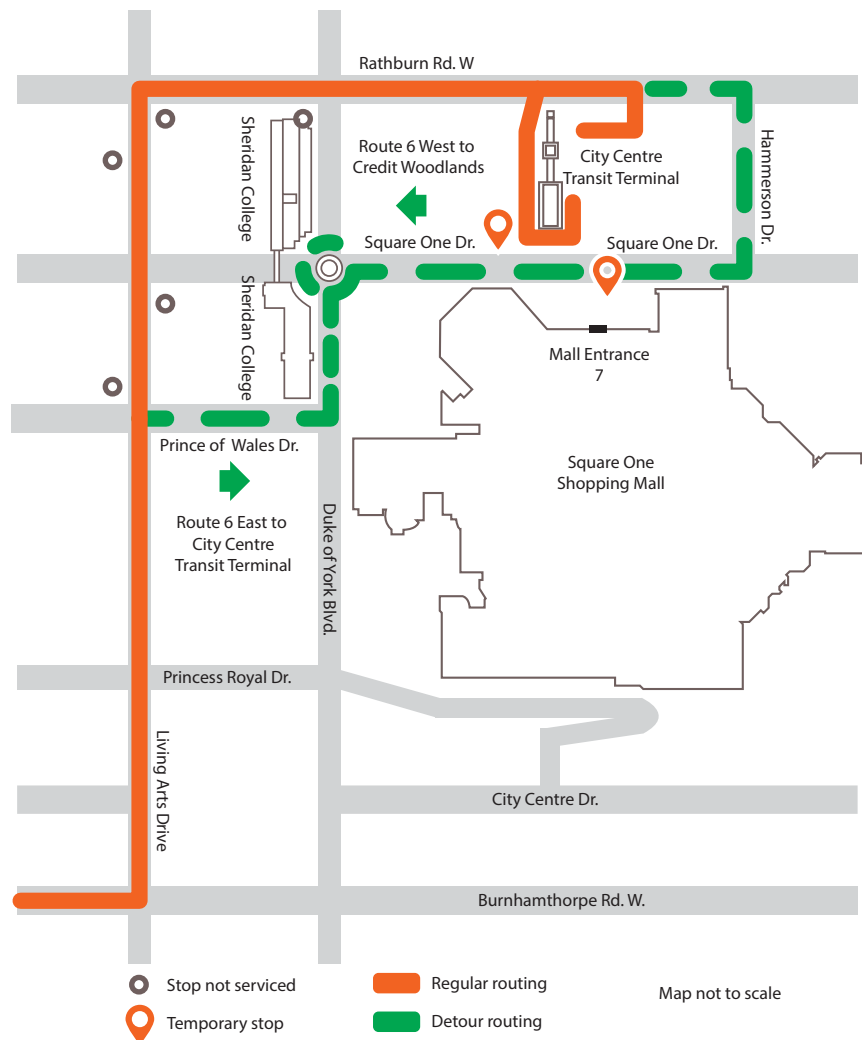 Rathburn Rd. W
Sheridan College
Route 6 West to
Credit Woodlands
City Centre
Transit Terminal
Hammerson Dr.
Square One Dr.
Square One Dr.
Sheridan College
Mall Entrance
7
Prince of Wales Dr.
Square One
Shopping Mall
Route 6 East to
City Centre
Transit Terminal
Duke of York Blvd.
Princess Royal Dr.
Living Arts Drive
City Centre Dr.
Burnhamthorpe Rd. W.
Stop not serviced
Regular routing
Map not to scale
Temporary stop
Detour routing